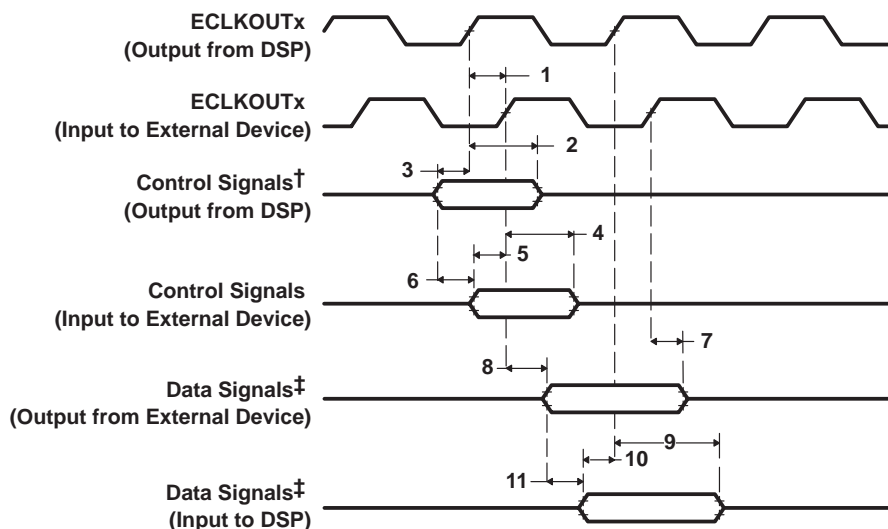 ECLKOUTx
(Output from DSP)
1
ECLKOUTx
(Input to External Device)
2
3
Control Signals†
(Output from DSP)
4
5
6
Control Signals
(Input to External Device)
7
8
Data Signals‡
(Output from External Device)
9
10
11
Data Signals‡
(Input to DSP)